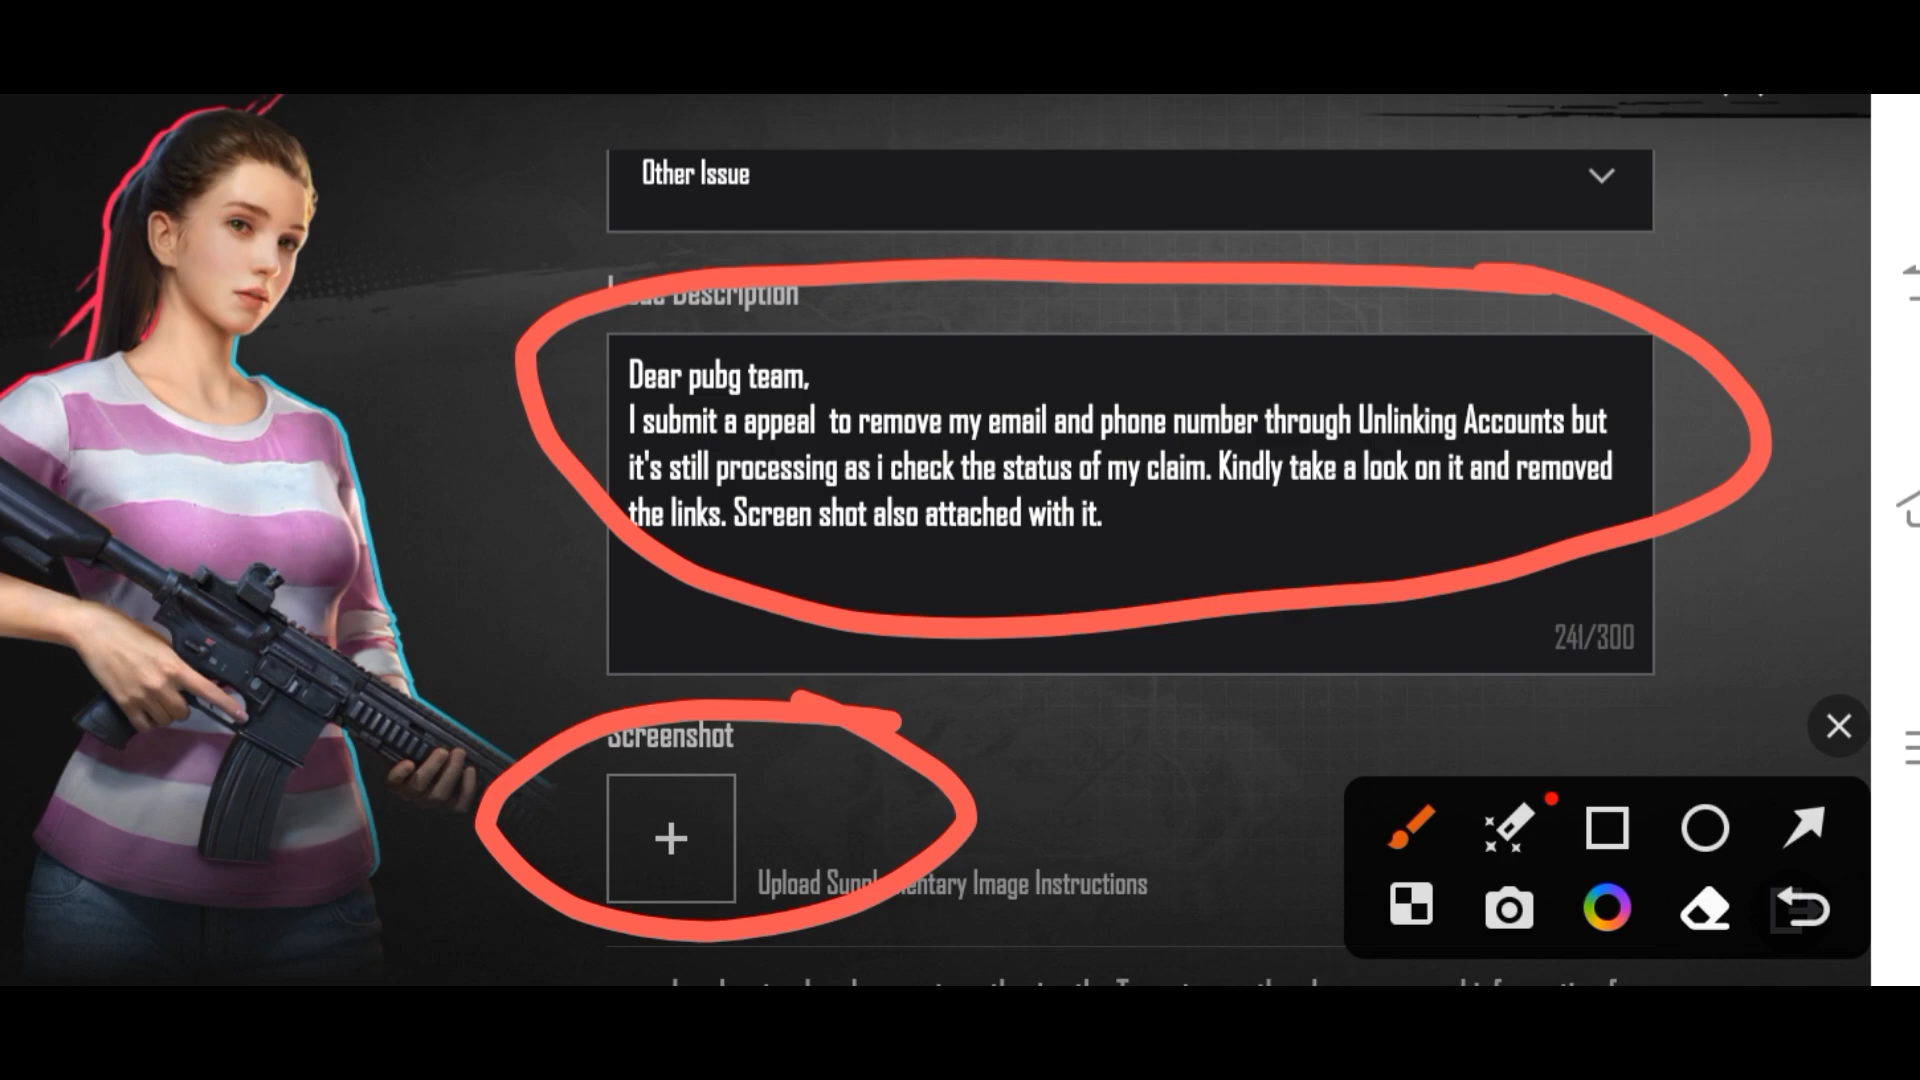 Other Issue
Issue Description
Dear pubg team,
I submit a appeal  to remove my email and phone number through Unlinking Accounts but
it's still processing as i check the status of my claim. Kindly take a look on it and removed
the links. Screen shot also attached with it.
241/300
Screenshot
Upload Supplementary Image Instructions